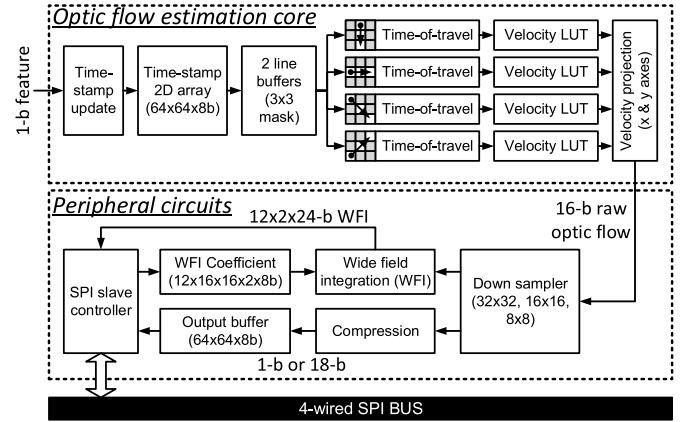 Optic flow estimation core
1-b feature
Time-
stamp
update
Time-stamp
2D array
(64x64x8b)
2 line
buffers
(3x3
mask)
Time-of-travel
Velocity LUT
Time-of-travel
Velocity LUT
Time-of-travel
Velocity LUT
Time-of-travel
Velocity LUT
Velocity projection
(x & y axes)
Peripheral circuits
12x2x24-b WFI
16-b raw
optic flow
SPI slave
controller
WFI Coefficient
(12x16x16x2x8b)
Wide field
integration (WFI)
Down sampler
(32x32, 16x16,
8x8)
Output buffer
(64x64x8b)
Compression
1-b or 18-b
4-wired SPI BUS